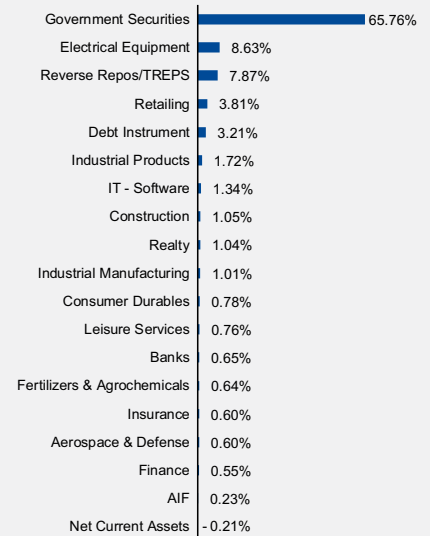 Government Securities 65.76%
Electrical Equipment 8.63%
Reverse Repos/TREPS 7.87%
Retailing 3.81%
Debt Instrument 3.21%
Industrial Products 1.72%
IT - Software 1.34%
Construction 1.05%
Realty 1.04%
Industrial Manufacturing 1.01%
Consumer Durables 0.78%
Leisure Services 0.76%
Banks 0.65%
Fertilizers & Agrochemicals 0.64%
Insurance 0.60%
Aerospace & Defense 0.60%
Finance 0.55%
AIF 0.23%
Net Current Assets - 0.21%